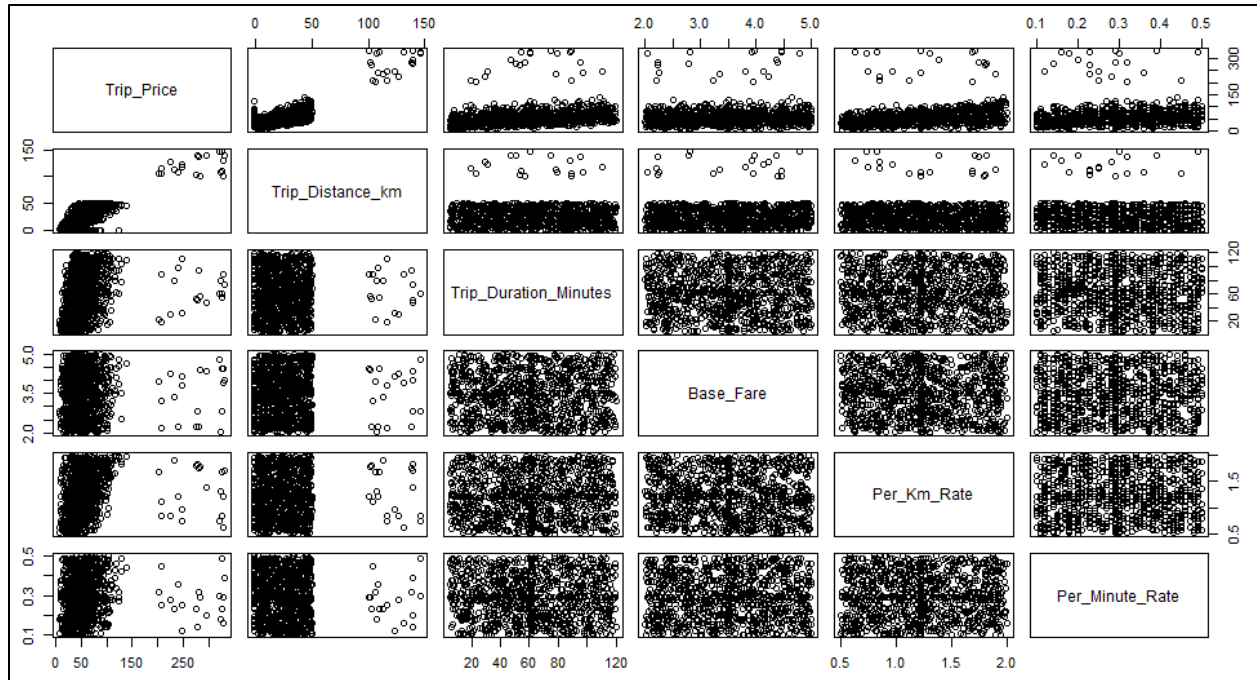 0 50 100 150 2.0 3.0 4.0 5.0 0.1 0.2 0.3 0.4 0.5
Trip_Price
0 50 150 300
0 50 150
Trip_Distance_km
Trip_Duration_Minutes
20 60 120
2.0 3.5 5.0
Base_Fare
Per_Km_Rate
0.5 1.5
0.1 0.3 0.5
Per_Minute_Rate
0 50 150 250 20 40 60 80 100 120 0.5 1.0 1.5 2.0